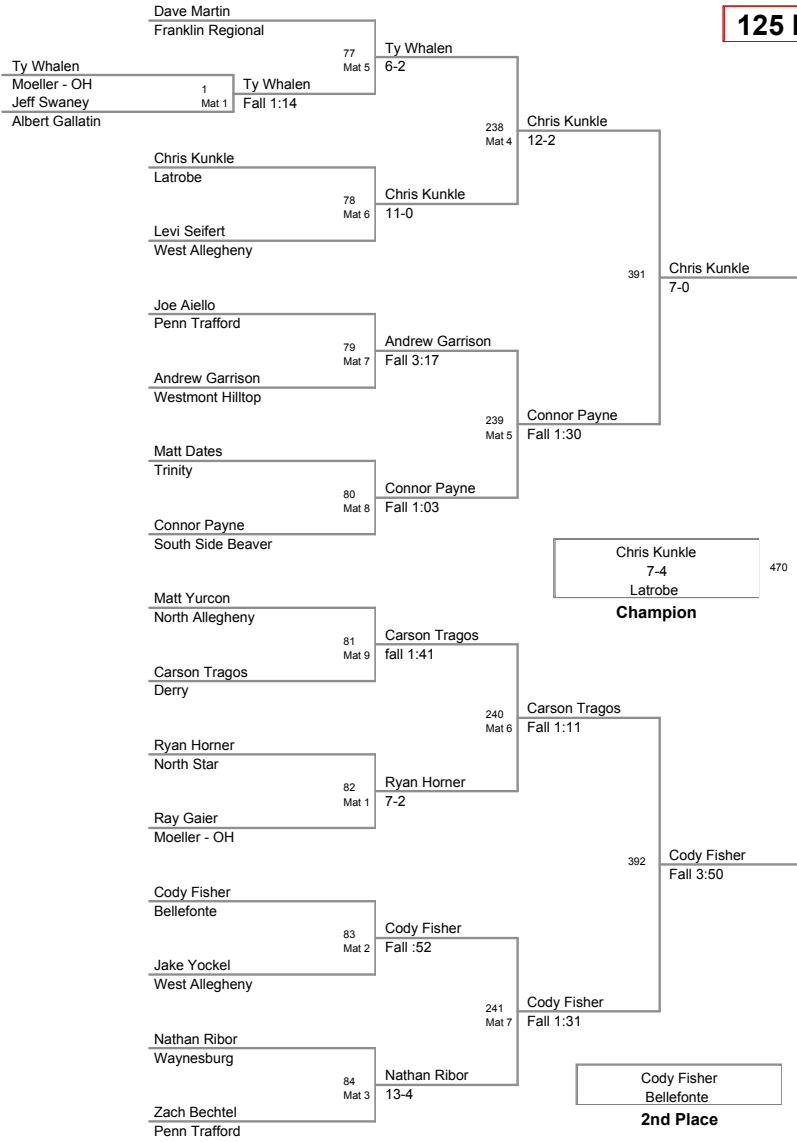 Dave Martin
Franklin Regional
125
77
Mat 5
Ty Whalen
6-2
Ty Whalen
Moeller - OH
Jeff Swaney
Albert Gallatin
1
Mat 1
Ty Whalen
Fall 1:14
238
Mat 4
Chris Kunkle
12-2
Chris Kunkle
Latrobe
78
Mat 6
Chris Kunkle
11-0
Levi Seifert
West Allegheny
391
Chris Kunkle
7-0
Joe Aiello
Penn Trafford
79
Mat 7
Andrew Garrison
Fall 3:17
Andrew Garrison
Westmont Hilltop
239
Mat 5
Connor Payne
Fall 1:30
Matt Dates
Trinity
80
Mat 8
Connor Payne
Fall 1:03
Connor Payne
South Side Beaver
Chris Kunkle
7-4
Latrobe
470
Champion
Matt Yurcon
North Allegheny
81
Mat 9
Carson Tragos
fall 1:41
Carson Tragos
Derry
240
Mat 6
Carson Tragos
Fall 1:11
Ryan Horner
North Star
82
Mat 1
Ryan Horner
7-2
Ray Gaier
Moeller - OH
392
Cody Fisher
Fall 3:50
Cody Fisher
Bellefonte
83
Mat 2
Cody Fisher
Fall :52
Jake Yockel
West Allegheny
241
Mat 7
Cody Fisher
Fall 1:31
Nathan Ribor
Waynesburg
84
Mat 3
Nathan Ribor
13-4
Zach Bechtel
Penn Trafford
Cody Fisher
Bellefonte
2nd Place